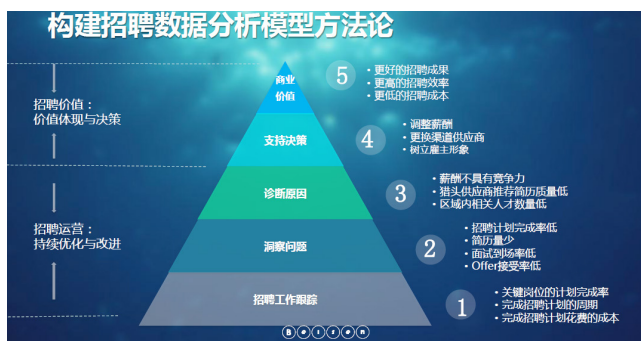 构建招聘数据分析模型方法论
商业
价值
5
• 更好的招聘成果
• 更高的招聘效率
• 更低的招聘成本
招聘价值：
价值体现与决策
支持决策
4
• 调整薪酬
• 更换渠道供应商
• 树立雇主形象
诊断原因
3
• 薪酬不具有竞争力
• 猎头供应商推荐简历质量低
• 区域内相关人才数量低
招聘运营：
持续优化与改进
洞察问题
2
• 招聘计划完成率低
• 简历量少
• 面试到场率低
• Offer接受率低
招聘工作跟踪
1
• 关键岗位的计划完成率
• 完成招聘计划的周期
• 完成招聘计划花费的成本
Beisen